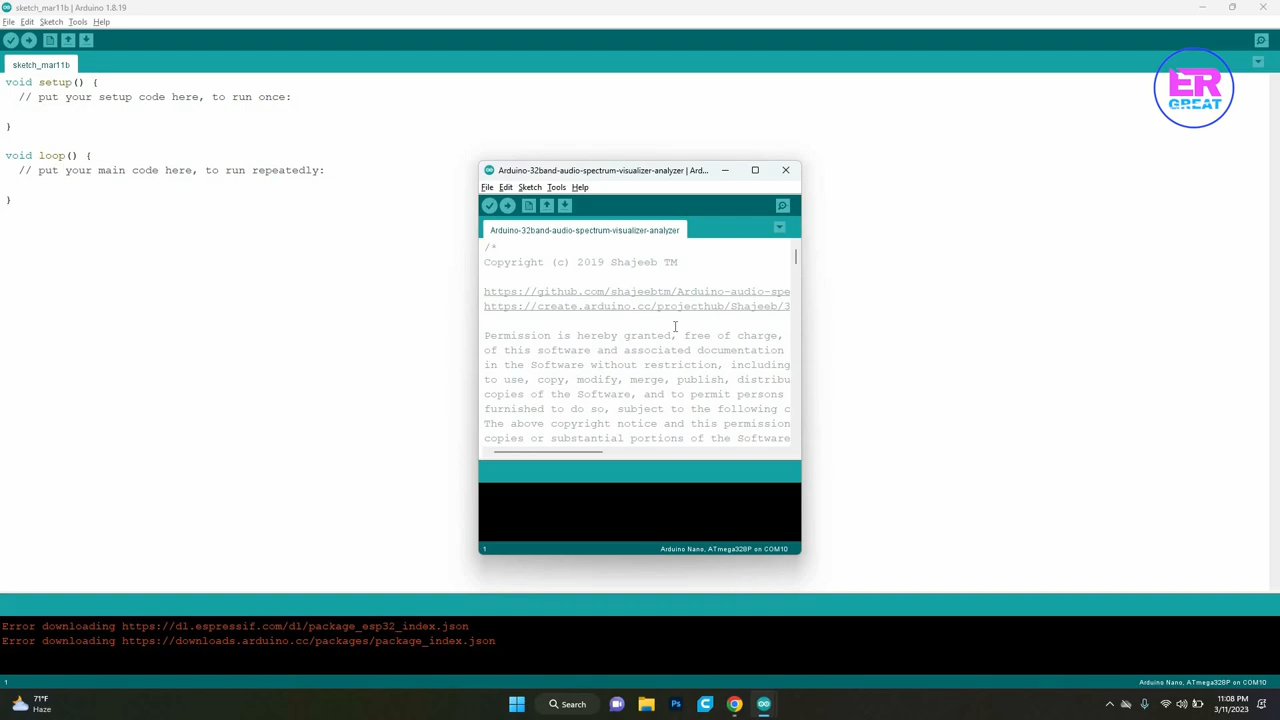 sketch_mar11b | Arduino 1.8.19
File Edit Sketch Tools Help
sketch_mar11b
void setup() {
// put your setup code here, to run once:
}
void loop() {
// put your main code here, to run repeatedly:
}
ER
GREAT
Arduino-32band-audio-spectrum-visualizer-analyzer | Ard...
File Edit Sketch Tools Help
Arduino-32band-audio-spectrum-visualizer-analyzer
/*
Copyright (c) 2019 Shajeeb TM
https://github.com/shajeebtm/Arduino-audio-spe
https://create.arduino.cc/projecthub/Shajeeb/3
Permission is hereby granted, free of charge,
of this software and associated documentation
in the Software without restriction, including
to use, copy, modify, merge, publish, distribu
copies of the Software, and to permit persons
furnished to do so, subject to the following c
The above copyright notice and this permission
copies or substantial portions of the Software
1
Arduino Nano, ATmega328P on COM10
Error downloading https://dl.espressif.com/dl/package_esp32_index.json
Error downloading https://downloads.arduino.cc/packages/package_index.json
1
Arduino Nano, ATmega328P on COM10
71°F
Haze
Search
Ps
11:08 PM
3/11/2023